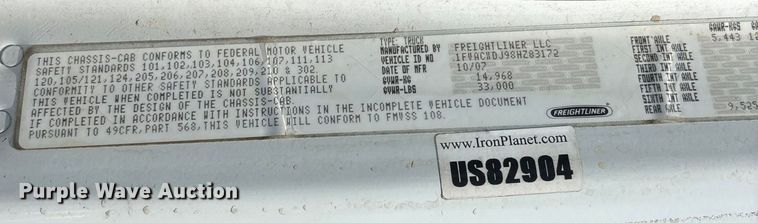 THIS CHASSIS-CAB CONFORMS TO FEDERAL MOTOR VEHICLE
SAFETY STANDARDS 101, 102, 103, 104, 106, 107, 111, 113
120, 105/121, 124, 205, 206, 207, 208, 209, 210 & 302.
CONFORMITY TO OTHER SAFETY STANDARDS APPLICABLE TO
THIS VEHICLE WHEN COMPLETED IS NOT SUBSTANTIALLY
AFFECTED BY THE DESIGN OF THE CHASSIS-CAB.
IF COMPLETED IN ACCORDANCE WITH INSTRUCTIONS IN THE INCOMPLETE VEHICLE DOCUMENT
PURSUANT TO 49CFR, PART 568, THIS VEHICLE WILL CONFORM TO FMVSS 108.
TYPE: TRUCK
MANUFACTURED BY FREIGHTLINER LLC
VEHICLE ID NO 1FVACWDJ98HZ83172
DATE OF MFR 10/07
GVWR-KG 14,968
GVWR-LBS 33,000
FREIGHTLINER
GAWR-KGS
FRONT AXLE 5,443 12
FIRST INT AXLE
SECOND INT AXLE
THIRD INT AXLE
FOURTH INT AXLE
FIFTH INT AXLE
SIXTH INT AXLE
REAR AXLE 9,525
www.IronPlanet.com
US82904
Purple Wave Auction